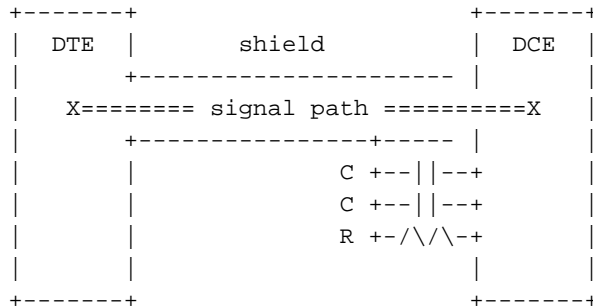 +-------+                       +-------+
|  DTE  |       shield          |  DCE  |
|       +---------------------- |       |
|   X======== signal path ==========X   |
|       +----------------+----- |       |
|       |              C +--||--+       |
|       |              C +--||--+       |
|       |              R +-/\/\-+       |
|       |                       |       |
+-------+                       +-------+